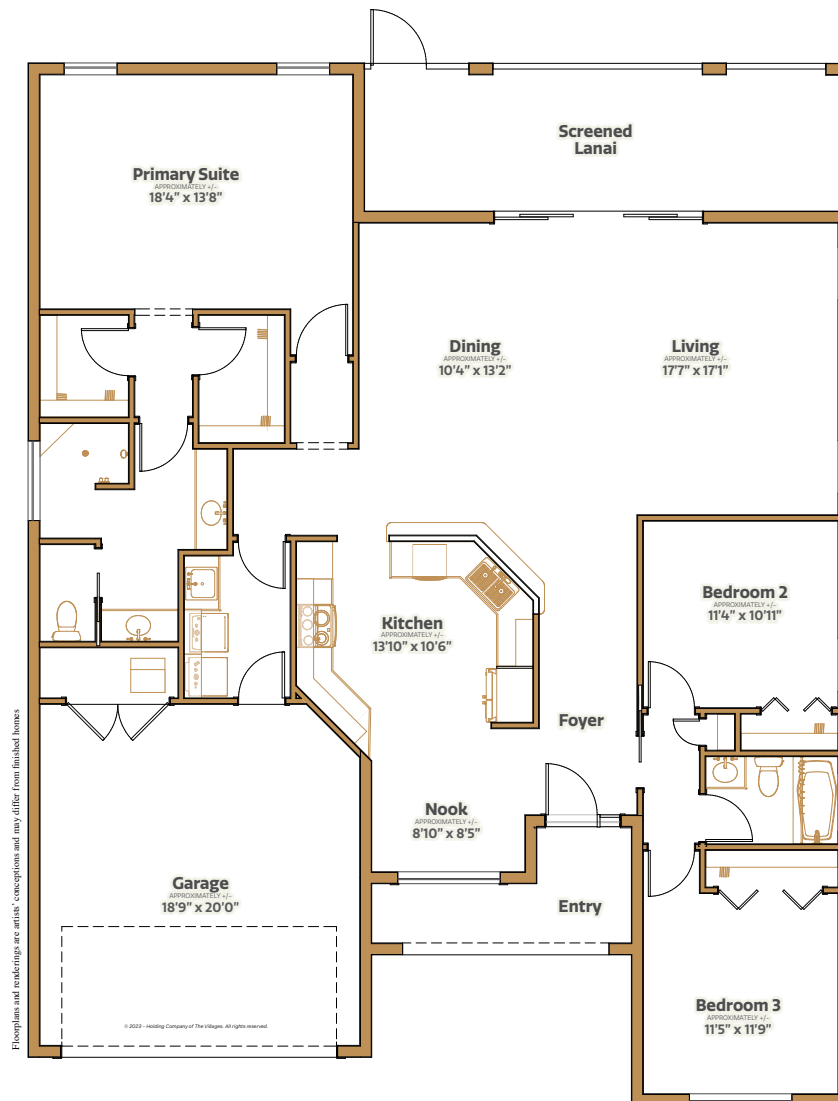 Screened
Lanai
Primary Suite
APPROXIMATELY +/-
18'4" x 13'8"
Dining
APPROXIMATELY +/-
10'4" x 13'2"
Living
APPROXIMATELY +/-
17'7" x 17'1"
Bedroom 2
APPROXIMATELY +/-
11'4" x 10'11"
Kitchen
APPROXIMATELY +/-
13'10" x 10'6"
Foyer
Nook
APPROXIMATELY +/-
8'10" x 8'5"
Garage
APPROXIMATELY +/-
18'9" x 20'0"
Entry
Bedroom 3
APPROXIMATELY +/-
11'5" x 11'9"
© 2023 – Holding Company of The Villages. All rights reserved.
Floorplans and renderings are artists' conceptions and may differ from finished homes